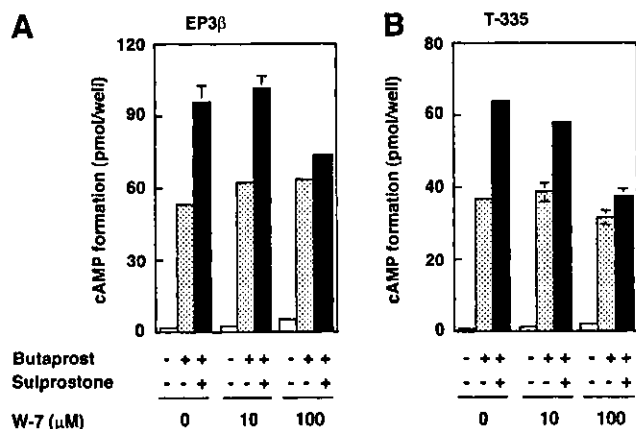 A EP3β
cAMP formation (pmol/well)
120
90
60
30
0
B T-335
cAMP formation (pmol/well)
80
60
40
20
0
Butaprost - + + - + + - + + - + + - + + - + +
Sulprostone - - + - - + - - + - - + - - + - - +
W-7 (μM) 0 10 100 0 10 100